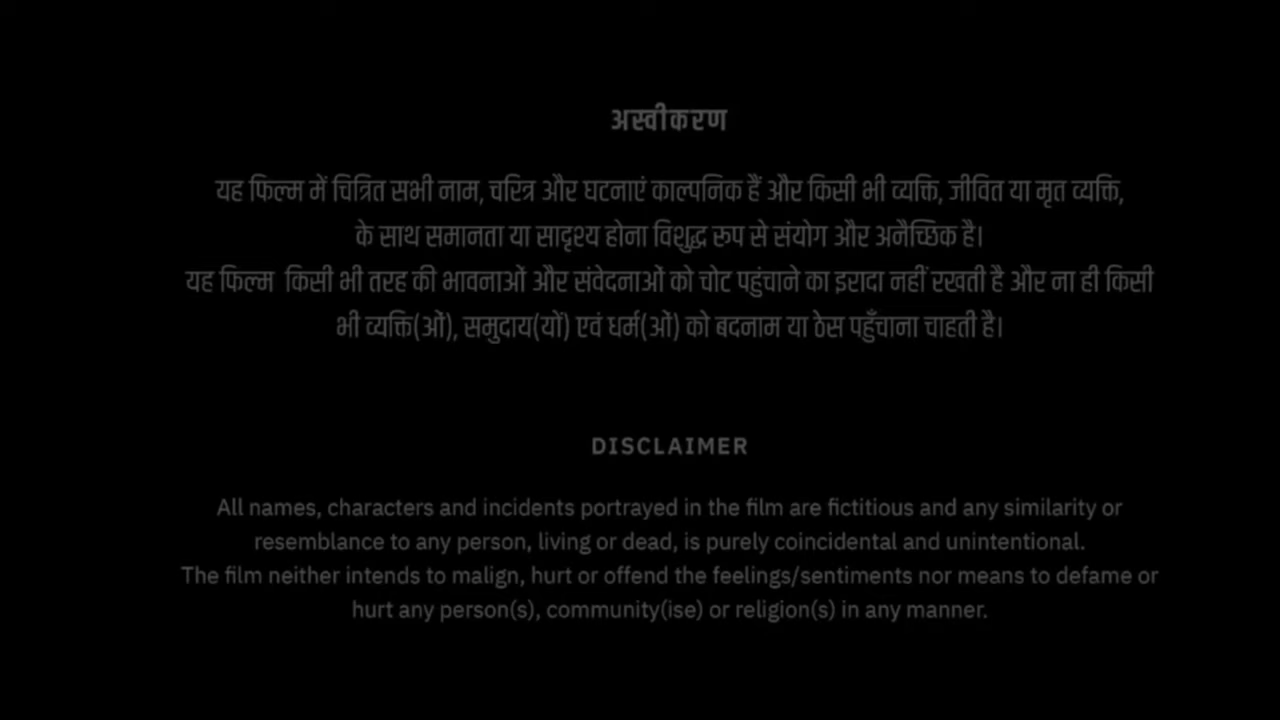 अस्वीकरण
यह फिल्म में चित्रित सभी नाम, चरित्र और घटनाएं काल्पनिक हैं और किसी भी व्यक्ति, जीवित या मृत व्यक्ति,
के साथ समानता या सादृश्य होना विशुद्ध रूप से संयोग और अनैच्छिक है।
यह फिल्म किसी भी तरह की भावनाओं और संवेदनाओं को चोट पहुंचाने का इरादा नहीं रखती है और ना ही किसी
भी व्यक्ति(ओं), समुदाय(यों) एवं धर्म(ओं) को बदनाम या ठेस पहुँचाना चाहती है।
DISCLAIMER
All names, characters and incidents portrayed in the film are fictitious and any similarity or
resemblance to any person, living or dead, is purely coincidental and unintentional.
The film neither intends to malign, hurt or offend the feelings/sentiments nor means to defame or
hurt any person(s), community(ise) or religion(s) in any manner.